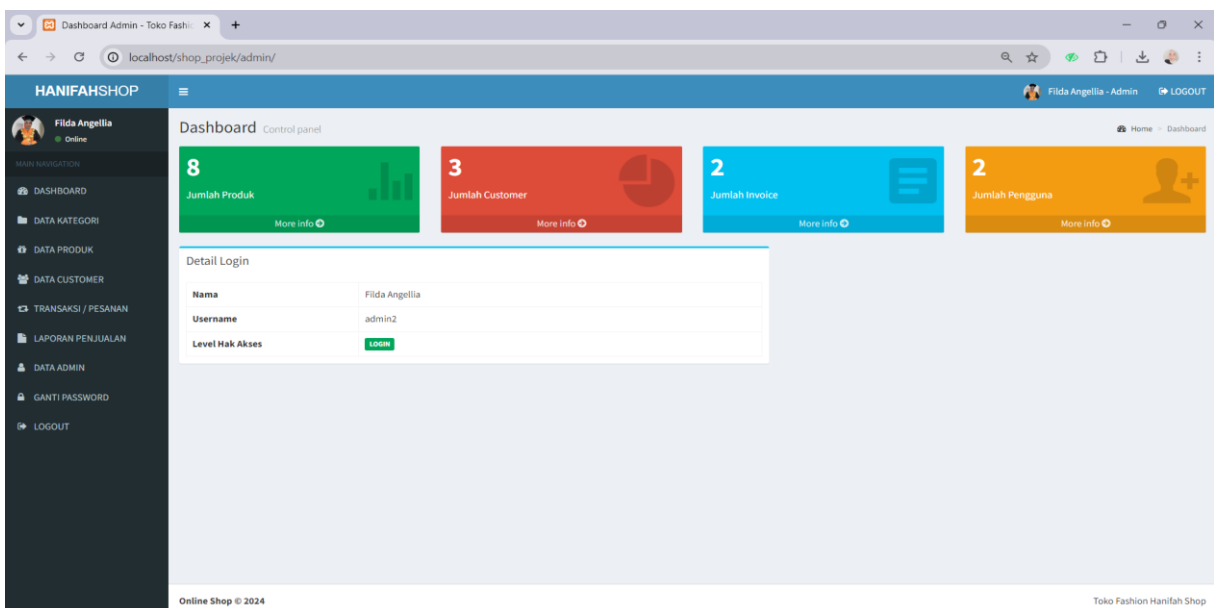 Dashboard Admin - Toko Fashio
localhost/shop_projek/admin/
HANIFAHSHOP
Filda Angellia - Admin LOGOUT
Filda Angellia
Online
Dashboard Control panel
Home > Dashboard
MAIN NAVIGATION
DASHBOARD
DATA KATEGORI
DATA PRODUK
DATA CUSTOMER
TRANSAKSI / PESANAN
LAPORAN PENJUALAN
DATA ADMIN
GANTI PASSWORD
LOGOUT
8
Jumlah Produk
More info
3
Jumlah Customer
More info
2
Jumlah Invoice
More info
2
Jumlah Pengguna
More info
Detail Login
Nama Filda Angellia
Username admin2
Level Hak Akses LOGIN
Online Shop © 2024
Toko Fashion Hanifah Shop